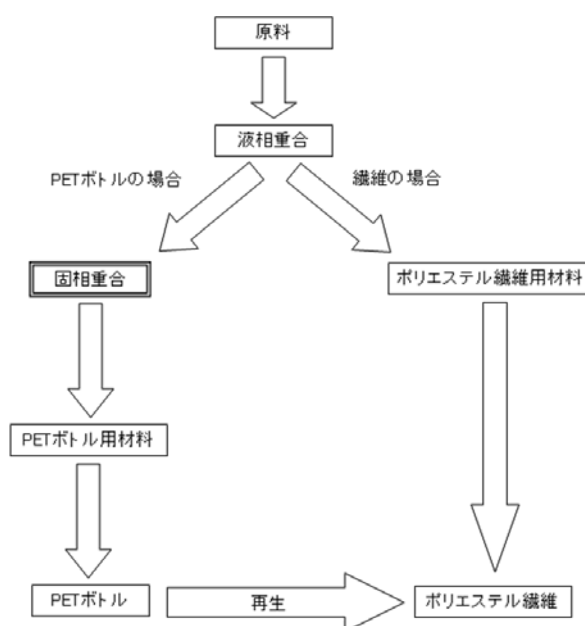 原料
液相重合
PETボトルの場合
繊維の場合
固相重合
ポリエステル繊維用材料
PETボトル用材料
PETボトル
再生
ポリエステル繊維